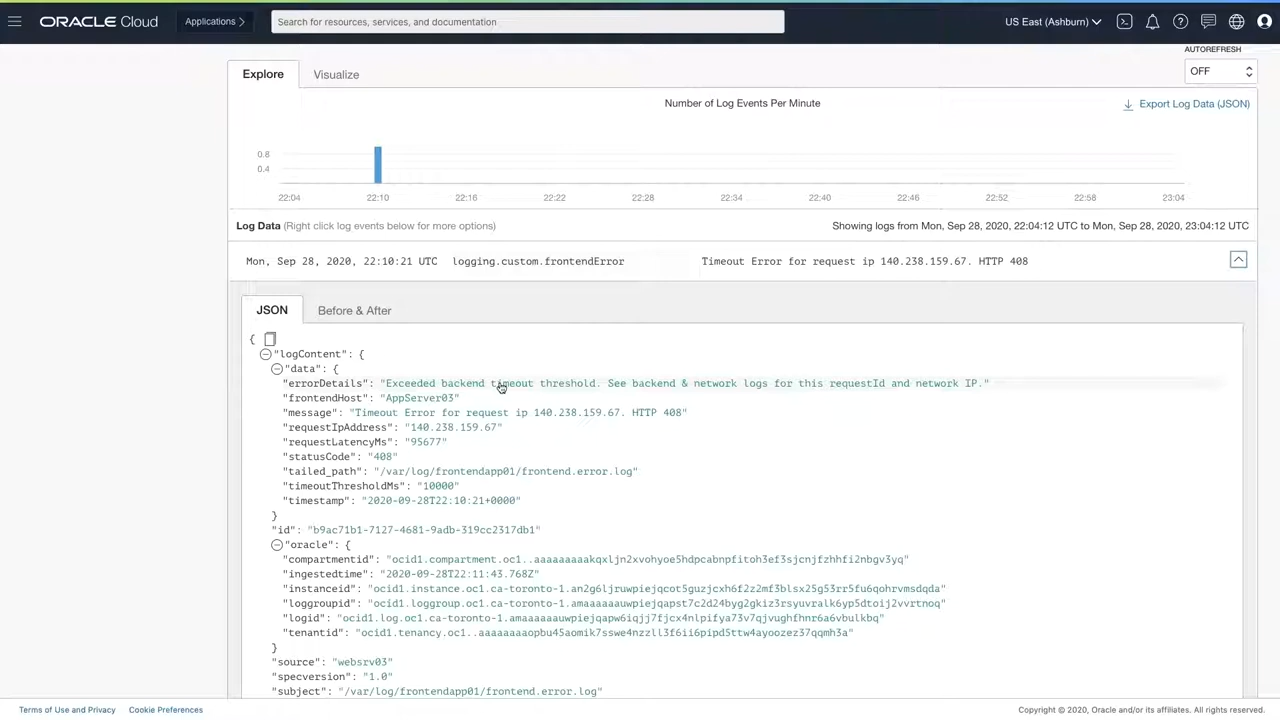 ORACLE Cloud
Applications
Search for resources, services, and documentation
US East (Ashburn)
AUTOREFRESH
Explore
Visualize
OFF
Number of Log Events Per Minute
Export Log Data (JSON)
0.8
0.4
22:04 22:10 22:16 22:22 22:28 22:34 22:40 22:46 22:52 22:58 23:04
Log Data (Right click log events below for more options)
Showing logs from Mon, Sep 28, 2020, 22:04:12 UTC to Mon, Sep 28, 2020, 23:04:12 UTC
Mon, Sep 28, 2020, 22:10:21 UTC logging.custom.frontendError Timeout Error for request ip 140.238.159.67. HTTP 408
JSON
Before & After
{
"logContent": {
"data": {
"errorDetails": "Exceeded backend timeout threshold. See backend & network logs for this requestId and network IP."
"frontendHost": "AppServer03"
"message": "Timeout Error for request ip 140.238.159.67. HTTP 408"
"requestIpAddress": "140.238.159.67"
"requestLatencyMs": "95677"
"statusCode": "408"
"tailed_path": "/var/log/frontendapp01/frontend.error.log"
"timeoutThresholdMs": "10000"
"timestamp": "2020-09-28T22:10:21+0000"
}
"id": "b9ac71b1-7127-4681-9adb-319cc2317db1"
"oracle": {
"compartmentid": "ocid1.compartment.oc1..aaaaaaaaakqxljn2xvohyoe5hdpcabnpfitoh3ef3sjcnjfzhhfi2nbgv3yq"
"ingestedtime": "2020-09-28T22:11:43.768Z"
"instanceid": "ocid1.instance.oc1.ca-toronto-1.an2g6ljruwpiejqcot5guzjcxh6f2z2mf3blsx25g53rr5fu6qohrvmsdqda"
"loggroupid": "ocid1.loggroup.oc1.ca-toronto-1.amaaaaaauwpiejqapst7c2d24byg2gkiz3rsyuvralk6yp5dtoij2vvrtnoq"
"logid": "ocid1.log.oc1.ca-toronto-1.amaaaaaauwpiejqapw6iqjj7fjcx4nlpifya73v7qjvughfhnr6a6vbulkbq"
"tenantid": "ocid1.tenancy.oc1..aaaaaaaaopbu45aomik7sswe4nzzll3f6ii6pipd5ttw4ayoozez37qqmh3a"
}
"source": "websrv03"
"specversion": "1.0"
"subject": "/var/log/frontendapp01/frontend.error.log"
Terms of Use and Privacy
Cookie Preferences
Copyright © 2020, Oracle and/or its affiliates. All rights reserved.